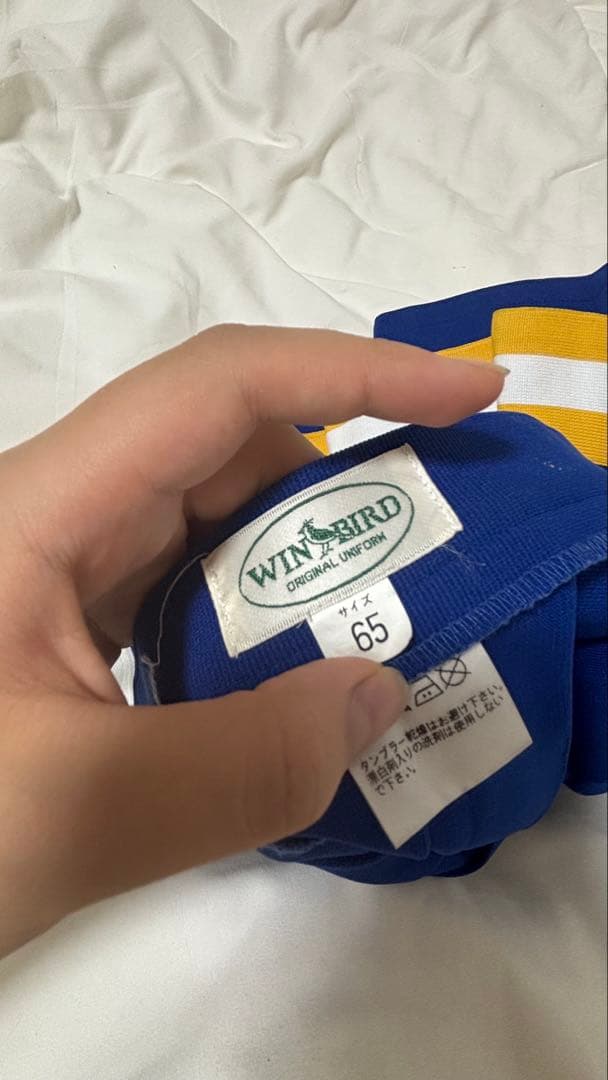 WIN BIRD
ORIGINAL UNIFORM
サイズ
65
タンブラー乾燥はお避け下さい。
漂白剤入りの洗剤は使用しない
で下さい。